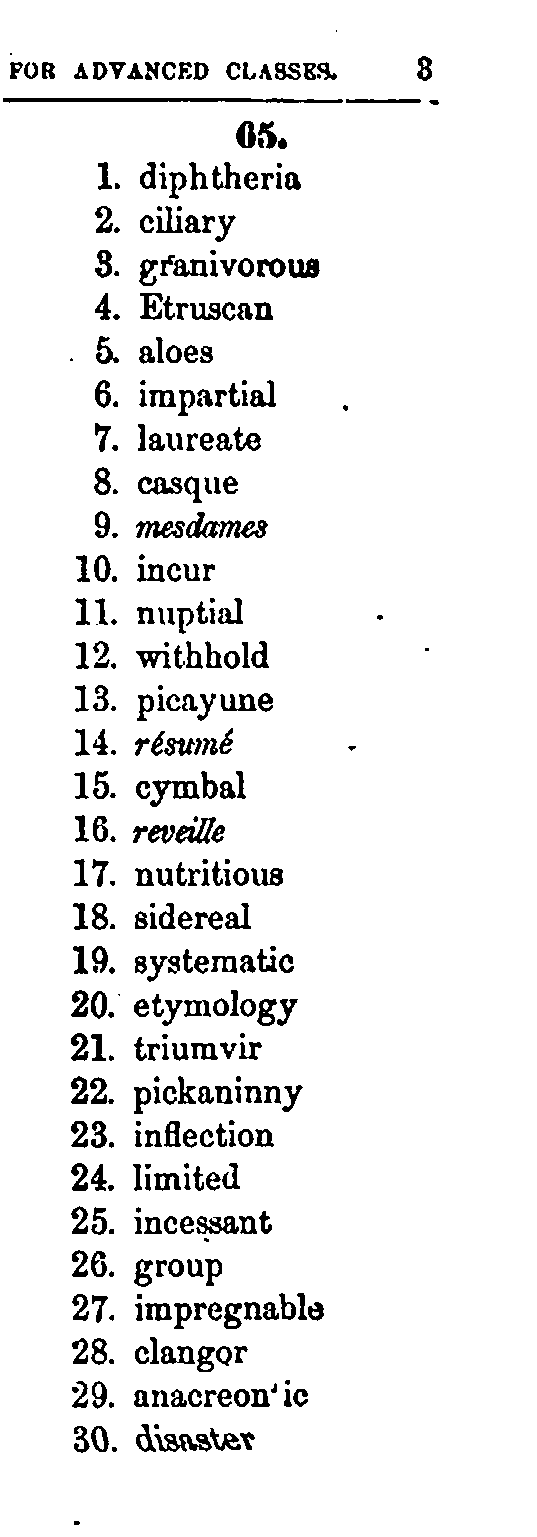 FOR ADVANCED CLASSES. 3
65.
1. diphtheria
2. ciliary
3. granivorous
4. Etruscan
5. aloes
6. impartial
7. laureate
8. casque
9. mesdames
10. incur
11. nuptial
12. withhold
13. picayune
14. résumé
15. cymbal
16. reveille
17. nutritious
18. sidereal
19. systematic
20. etymology
21. triumvir
22. pickaninny
23. inflection
24. limited
25. incessant
26. group
27. impregnable
28. clangor
29. anacreontic
30. disaster